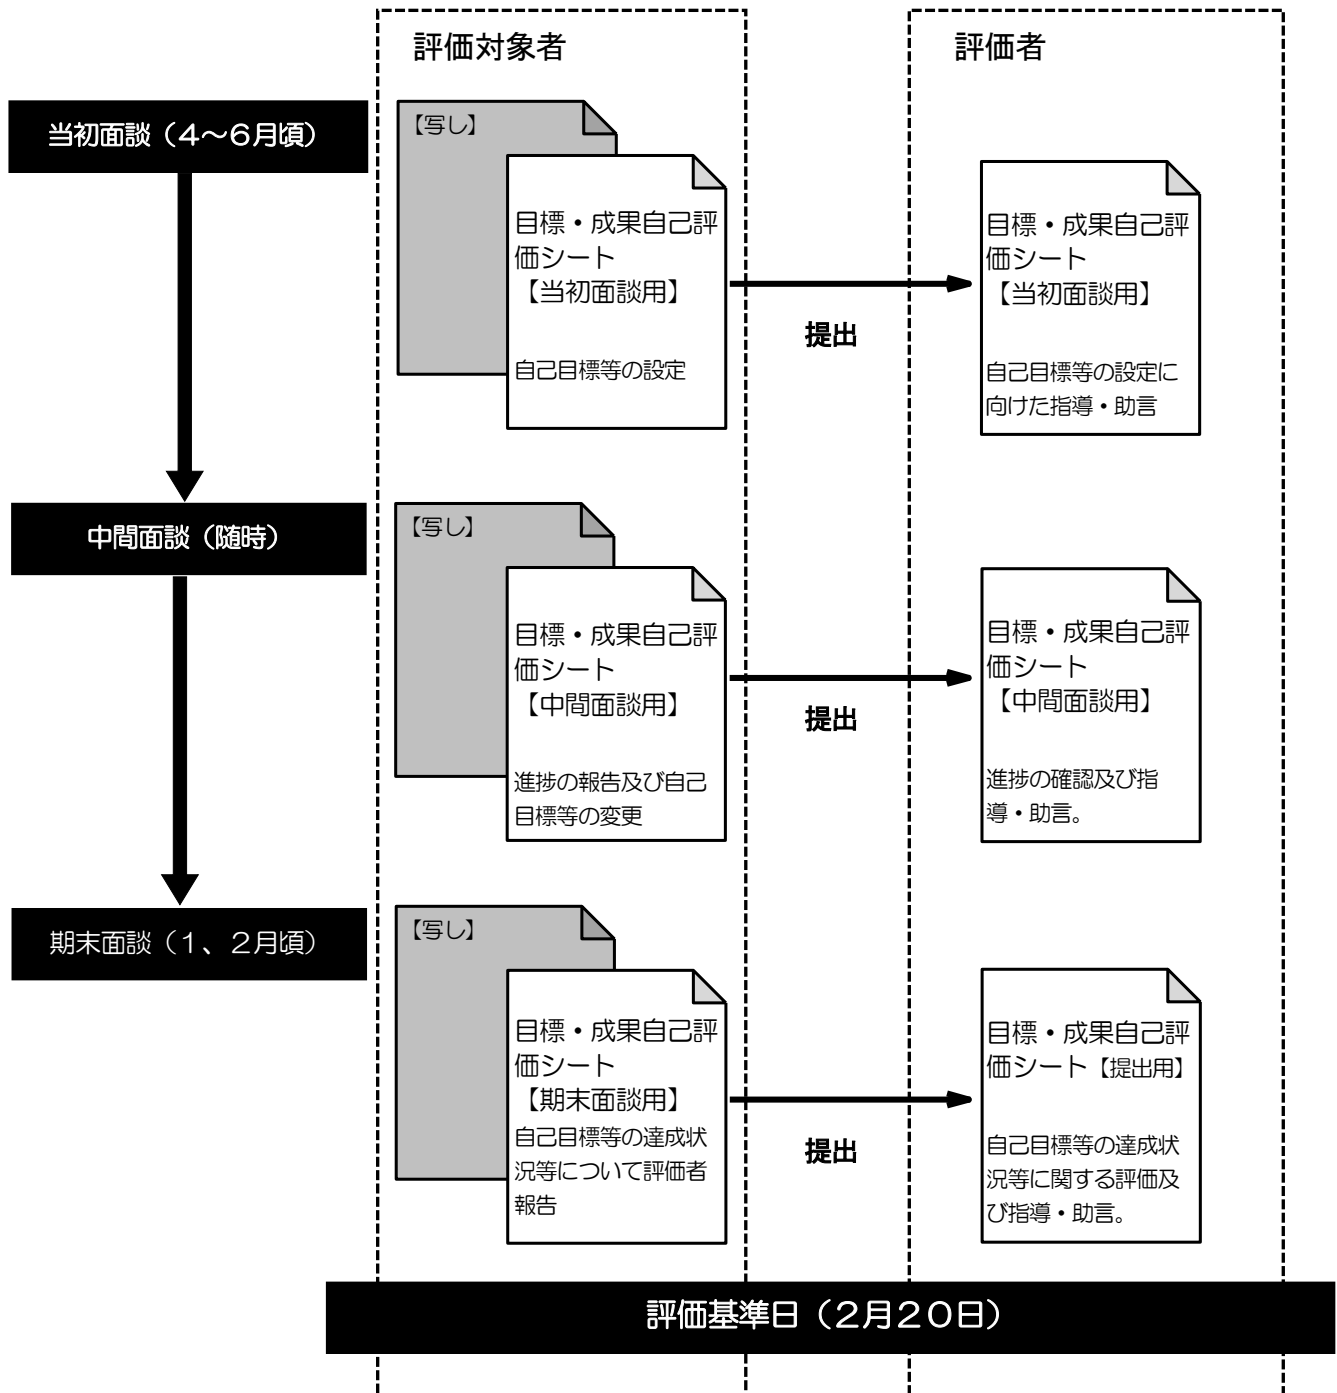 評価対象者
評価者
当初面談（4～6月頃）
【写し】
目標・成果自己評
価シート
【当初面談用】
自己目標等の設定
提出
目標・成果自己評
価シート
【当初面談用】
自己目標等の設定に
向けた指導・助言
中間面談（随時）
【写し】
目標・成果自己評
価シート
【中間面談用】
進捗の報告及び自己
目標等の変更
提出
目標・成果自己評
価シート
【中間面談用】
進捗の確認及び指
導・助言。
期末面談（１、２月頃）
【写し】
目標・成果自己評
価シート
【期末面談用】
自己目標等の達成状
況等について評価者
報告
提出
目標・成果自己評
価シート【提出用】
自己目標等の達成状
況等に関する評価及
び指導・助言。
評価基準日（２月２０日）